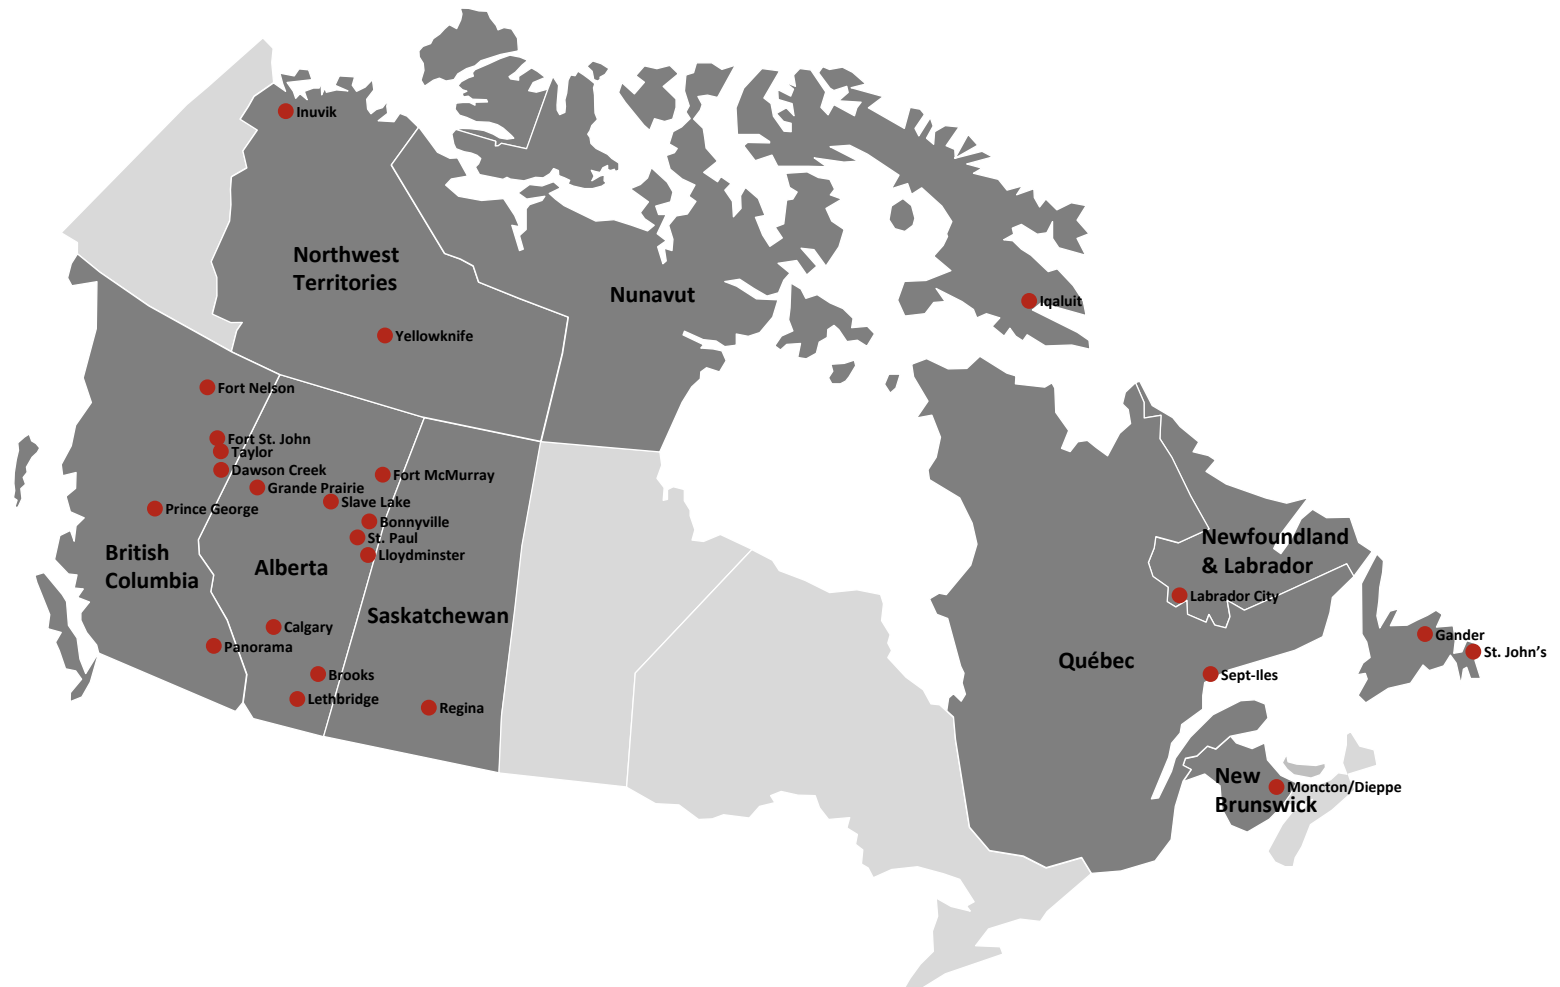 Inuvik
Northwest
Territories
Nunavut
Iqaluit
Yellowknife
Fort Nelson
Fort St. John
Taylor
Dawson Creek
Fort McMurray
Grande Prairie
Slave Lake
Prince George
Bonnyville
St. Paul
Lloydminster
British
Columbia
Alberta
Saskatchewan
Newfoundland
& Labrador
Labrador City
Calgary
Panorama
Gander
St. John’s
Québec
Brooks
Sept-Iles
Lethbridge
Regina
New
Brunswick
Moncton/Dieppe